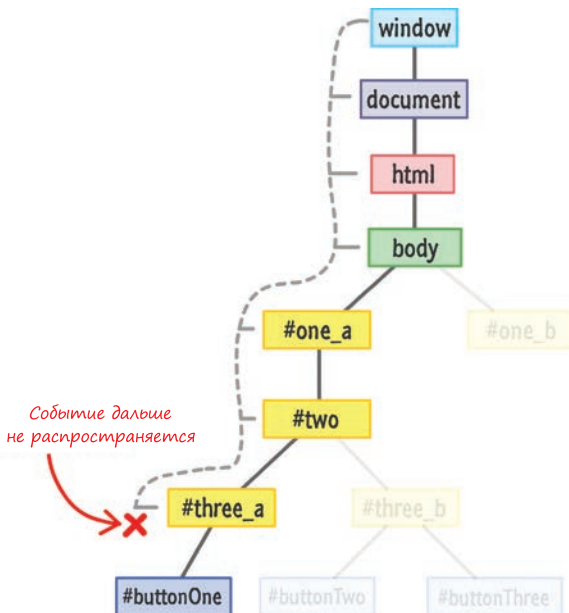 window
document
html
body
#one_a
#one_b
#two
Событие дальше
не распространяется
#three_a
#three_b
#buttonOne
#buttonTwo
#buttonThree